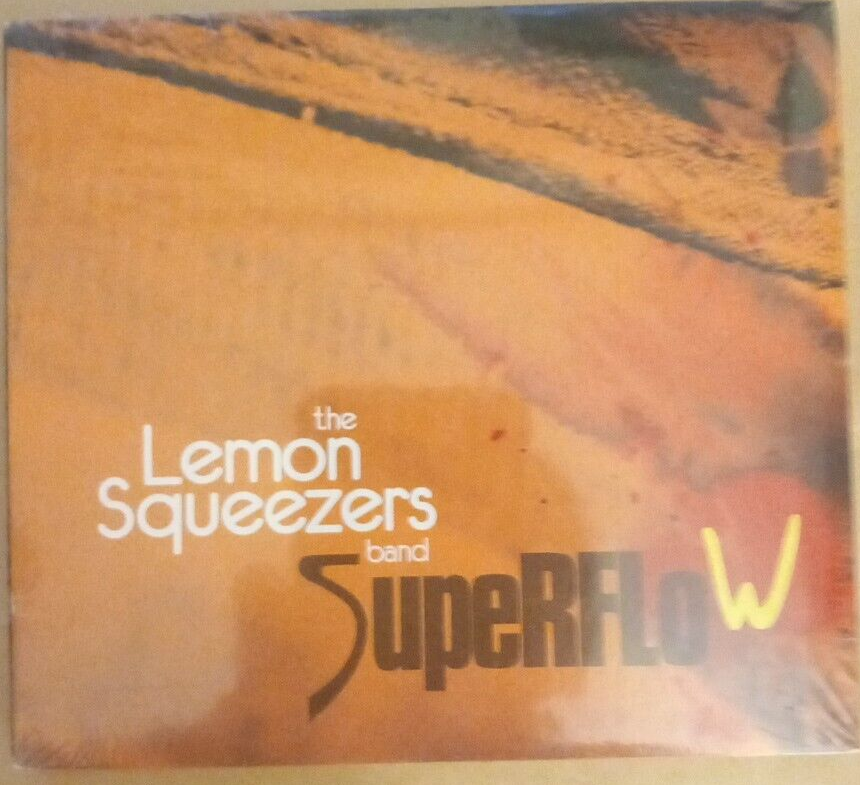 the
Lemon
Squeezers
band
SupeRFLoW